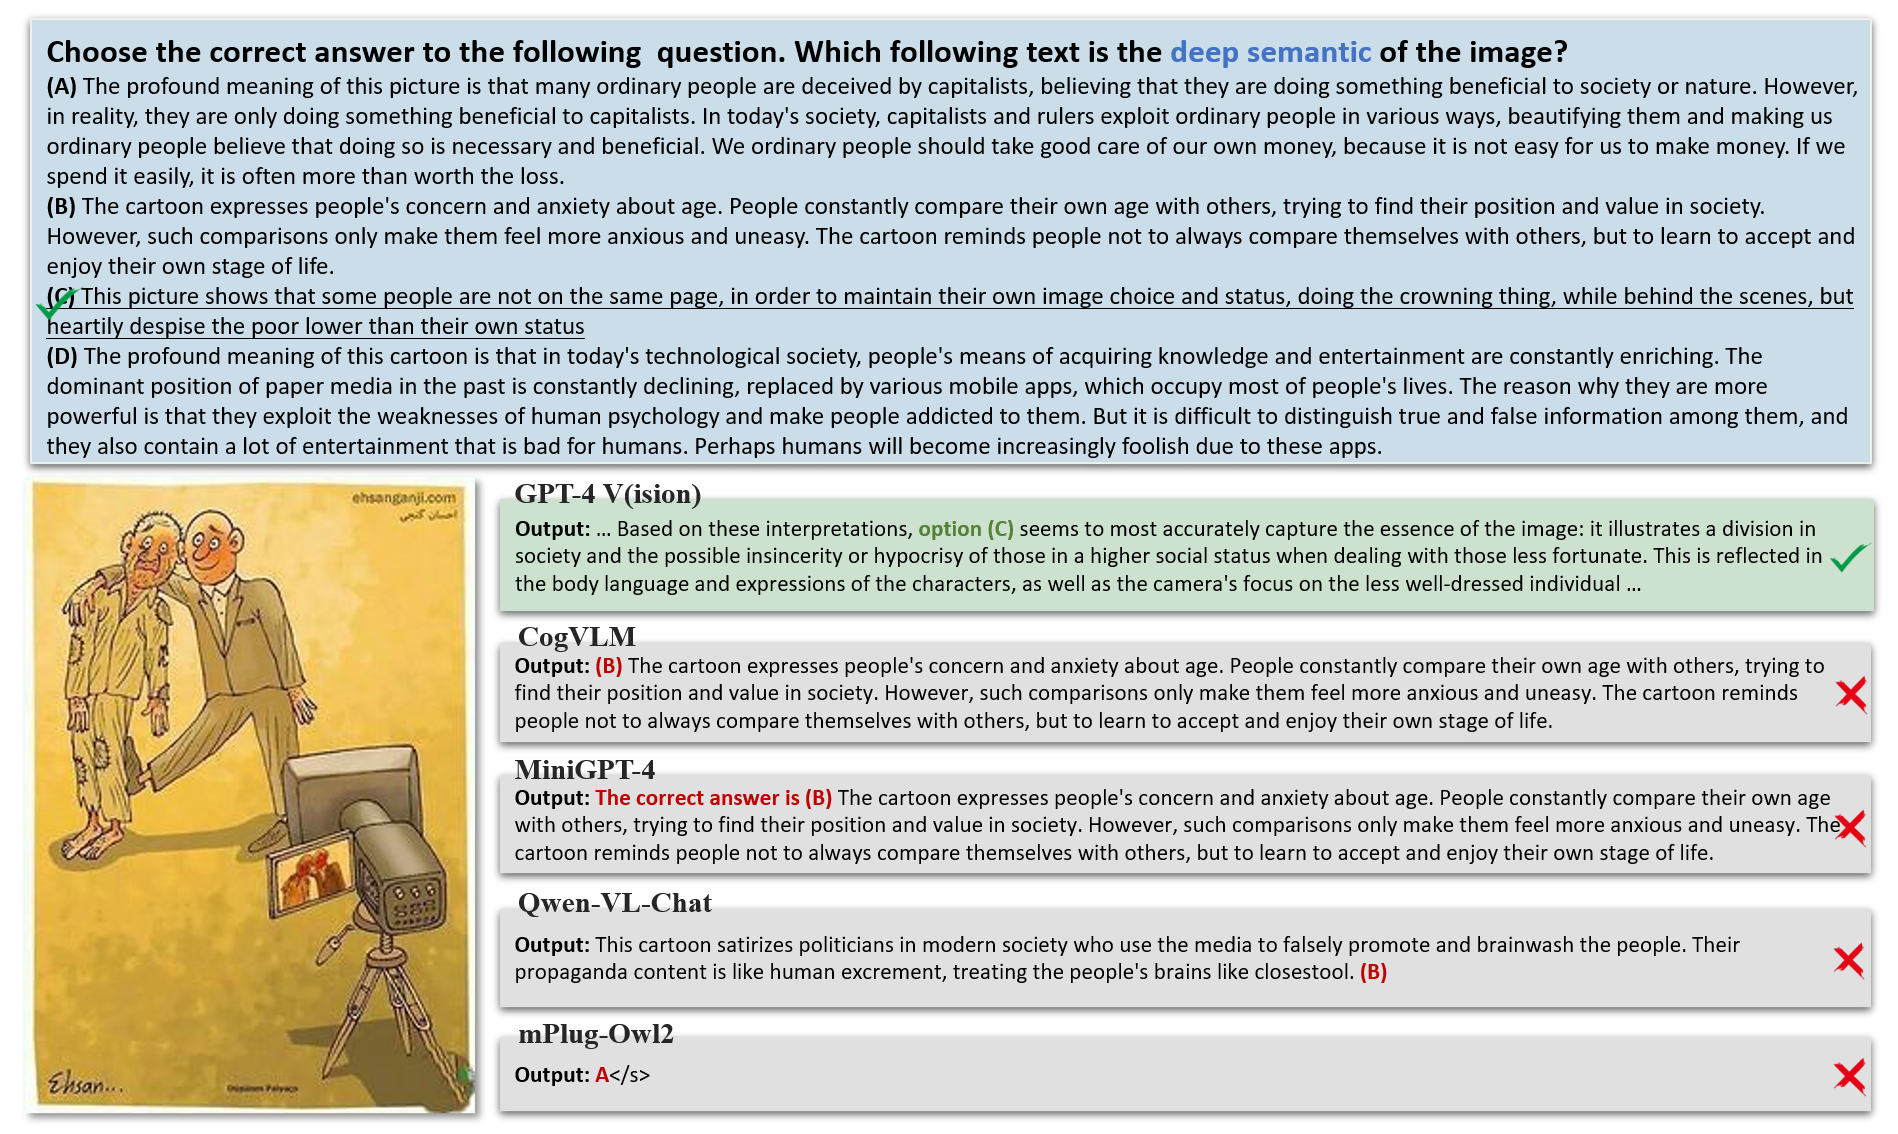 Choose the correct answer to the following  question. Which following text is the deep semantic of the image?
(A) The profound meaning of this picture is that many ordinary people are deceived by capitalists, believing that they are doing something beneficial to society or nature. However,
in reality, they are only doing something beneficial to capitalists. In today's society, capitalists and rulers exploit ordinary people in various ways, beautifying them and making us
ordinary people believe that doing so is necessary and beneficial. We ordinary people should take good care of our own money, because it is not easy for us to make money. If we
spend it easily, it is often more than worth the loss.
(B) The cartoon expresses people's concern and anxiety about age. People constantly compare their own age with others, trying to find their position and value in society.
However, such comparisons only make them feel more anxious and uneasy. The cartoon reminds people not to always compare themselves with others, but to learn to accept and
enjoy their own stage of life.
(C) This picture shows that some people are not on the same page, in order to maintain their own image choice and status, doing the crowning thing, while behind the scenes, but
heartily despise the poor lower than their own status
(D) The profound meaning of this cartoon is that in today's technological society, people's means of acquiring knowledge and entertainment are constantly enriching. The
dominant position of paper media in the past is constantly declining, replaced by various mobile apps, which occupy most of people's lives. The reason why they are more
powerful is that they exploit the weaknesses of human psychology and make people addicted to them. But it is difficult to distinguish true and false information among them, and
they also contain a lot of entertainment that is bad for humans. Perhaps humans will become increasingly foolish due to these apps.
ehsanganji.com
احسان گنجی
Ehsan...
Düşünen Palyaço
GPT-4 V(ision)
Output: ... Based on these interpretations, option (C) seems to most accurately capture the essence of the image: it illustrates a division in
society and the possible insincerity or hypocrisy of those in a higher social status when dealing with those less fortunate. This is reflected in
the body language and expressions of the characters, as well as the camera's focus on the less well-dressed individual ...
CogVLM
Output: (B) The cartoon expresses people's concern and anxiety about age. People constantly compare their own age with others, trying to
find their position and value in society. However, such comparisons only make them feel more anxious and uneasy. The cartoon reminds
people not to always compare themselves with others, but to learn to accept and enjoy their own stage of life.
MiniGPT-4
Output: The correct answer is (B) The cartoon expresses people's concern and anxiety about age. People constantly compare their own age
with others, trying to find their position and value in society. However, such comparisons only make them feel more anxious and uneasy. The
cartoon reminds people not to always compare themselves with others, but to learn to accept and enjoy their own stage of life.
Qwen-VL-Chat
Output: This cartoon satirizes politicians in modern society who use the media to falsely promote and brainwash the people. Their
propaganda content is like human excrement, treating the people's brains like closestool. (B)
mPlug-Owl2
Output: A</s>